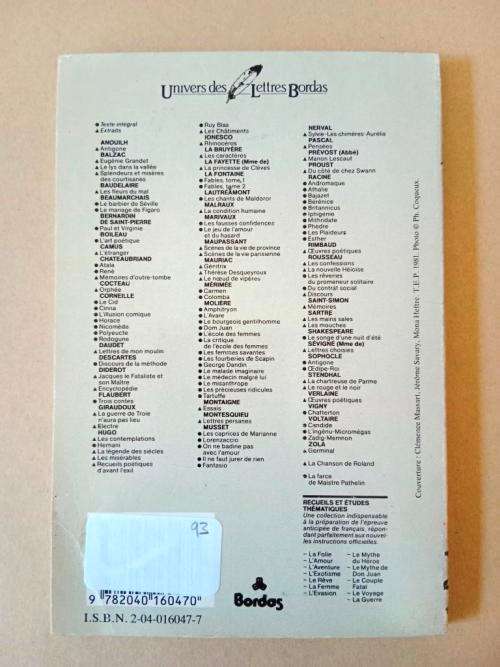 Univers des Lettres Bordas
● Texte intégral
▲ Extraits
ANOUILH
▲ Antigone
BALZAC
▲ Eugénie Grandet
▲ Le lys dans la vallée
▲ Splendeurs et misères
des courtisanes
BAUDELAIRE
▲ Les fleurs du mal
BEAUMARCHAIS
● Le barbier de Séville
● Le mariage de Figaro
BERNARDIN
DE SAINT-PIERRE
▲ Paul et Virginie
BOILEAU
● L'art poétique
CAMUS
▲ L'étranger
CHATEAUBRIAND
● Atala
● René
▲ Mémoires d'outre-tombe
COCTEAU
▲ Orphée
CORNEILLE
● Le Cid
● Cinna
● L'illusion comique
● Horace
● Nicomède
● Polyeucte
● Rodogune
DAUDET
▲ Lettres de mon moulin
DESCARTES
● Discours de la méthode
DIDEROT
▲ Jacques le Fataliste et
son Maître
▲ Encyclopédie
FLAUBERT
● Trois contes
GIRAUDOUX
▲ La guerre de Troie
n'aura pas lieu
▲ Électre
HUGO
▲ Les contemplations
● Hernani
▲ La légende des siècles
▲ Les misérables
▲ Recueils poétiques
d'avant l'exil
● Ruy Blas
▲ Les Châtiments
IONESCO
▲ Rhinocéros
LA BRUYÈRE
▲ Les caractères
LA FAYETTE (Mme de)
▲ La princesse de Clèves
LA FONTAINE
● Fables, tome 1
● Fables, tome 2
LAUTRÉAMONT
▲ Les chants de Maldoror
MALRAUX
▲ La condition humaine
MARIVAUX
● Les fausses confidences
● Le jeu de l'amour
et du hasard
MAUPASSANT
▲ Scènes de la vie de province
▲ Scènes de la vie parisienne
MAURIAC
▲ Génitrix
▲ Thérèse Desqueyroux
▲ Le nœud de vipères
MÉRIMÉE
● Carmen
● Colomba
MOLIÈRE
● Amphitryon
● L'Avare
● Le bourgeois gentilhomme
● Dom Juan
● L'école des femmes
● La critique
de l'école des femmes
● Les femmes savantes
● Les fourberies de Scapin
● George Dandin
● Le malade imaginaire
● Le médecin malgré lui
● Le misanthrope
● Les précieuses ridicules
● Tartuffe
MONTAIGNE
▲ Essais
MONTESQUIEU
▲ Lettres persanes
MUSSET
● Les caprices de Marianne
● Lorenzaccio
● On ne badine pas
avec l'amour
● Il ne faut jurer de rien
● Fantasio
NERVAL
▲ Sylvie-Les chimères-Aurélia
PASCAL
▲ Pensées
PRÉVOST (Abbé)
▲ Manon Lescaut
PROUST
▲ Du côté de chez Swann
RACINE
● Andromaque
● Athalie
● Bajazet
● Bérénice
● Britannicus
● Iphigénie
● Mithridate
● Phèdre
● Les Plaideurs
● Esther
RIMBAUD
▲ Œuvres poétiques
ROUSSEAU
▲ Les confessions
▲ La nouvelle Héloïse
▲ Les rêveries
du promeneur solitaire
● Du contrat social
▲ Discours
SAINT-SIMON
▲ Mémoires
SARTRE
▲ Les mains sales
▲ Les mouches
SHAKESPEARE
● Le songe d'une nuit d'été
SÉVIGNÉ (Mme de)
▲ Lettres choisies
SOPHOCLE
● Antigone
● Œdipe-Roi
STENDHAL
▲ La chartreuse de Parme
▲ Le rouge et le noir
VERLAINE
▲ Œuvres poétiques
VIGNY
● Chatterton
VOLTAIRE
● Candide
● L'Ingénu-Micromégas
● Zadig-Memnon
ZOLA
▲ Germinal
▲ La Chanson de Roland
● La farce
de Maistre Pathelin
RECUEILS ET ÉTUDES
THÉMATIQUES
Une collection indispensable
à la préparation de l'épreuve
anticipée de français, répon-
dant parfaitement aux nouvel-
les instructions officielles.
– La Folie
– L'Amour
– L'Aventure
– L'Exotisme
– Le Rêve
– La Femme
– L'Évasion
– Le Mythe
du Héros
– Le Mythe de
Don Juan
– Le Couple
Fatal
– Le Voyage
– La Guerre
Couverture : Clémence Massart, Jérôme Savary, Mona Heftre. T.E.P. 1981. Photo © Ph. Coqueux
93
9 782040 160470
Bordas
I.S.B.N. 2-04-016047-7